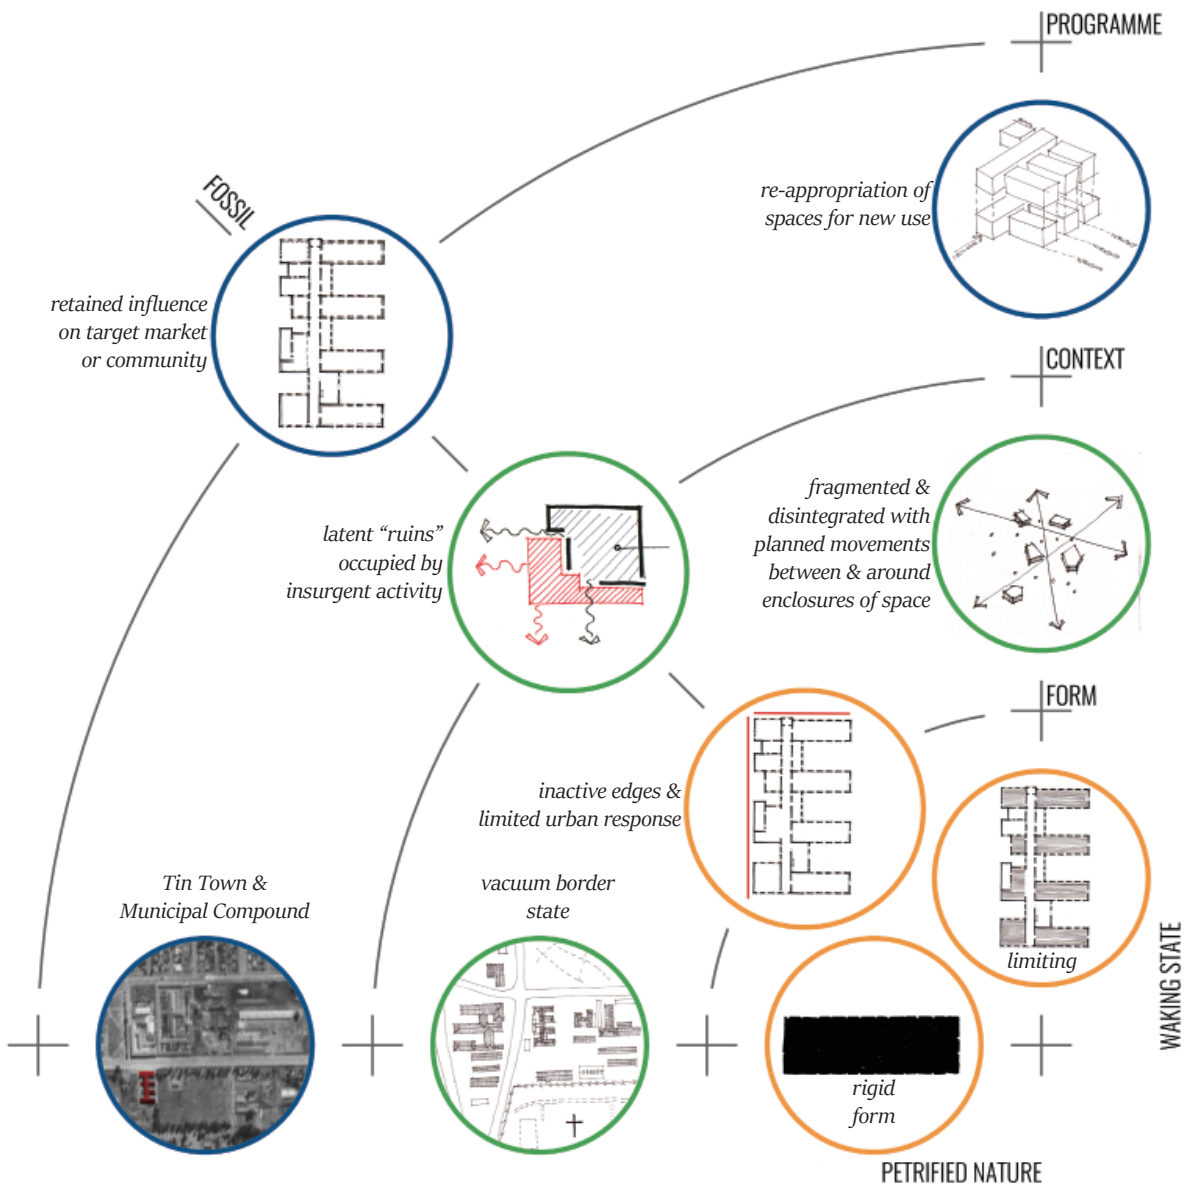 PROGRAMME
re-appropriation of
spaces for new use
FOSSIL
retained influence
on target market
or community
CONTEXT
fragmented &
disintegrated with
planned movements
between & around
enclosures of space
latent “ruins”
occupied by
insurgent activity
FORM
inactive edges &
limited urban response
limiting
Tin Town &
Municipal Compound
vacuum border
state
rigid
form
WAKING STATE
PETRIFIED NATURE